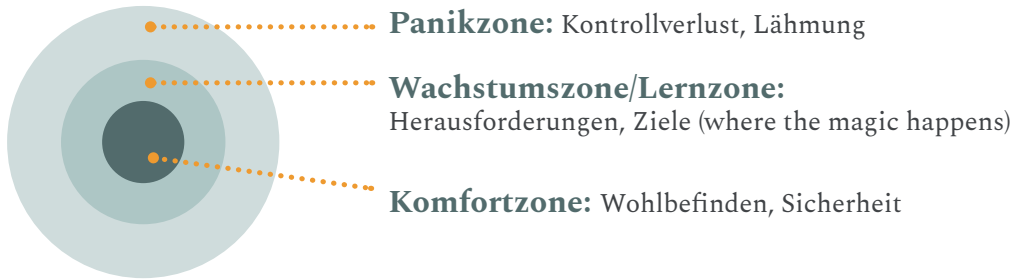 Panikzone: Kontrollverlust, Lähmung
Wachstumszone/Lernzone:
Herausforderungen, Ziele (where the magic happens)
Komfortzone: Wohlbefinden, Sicherheit